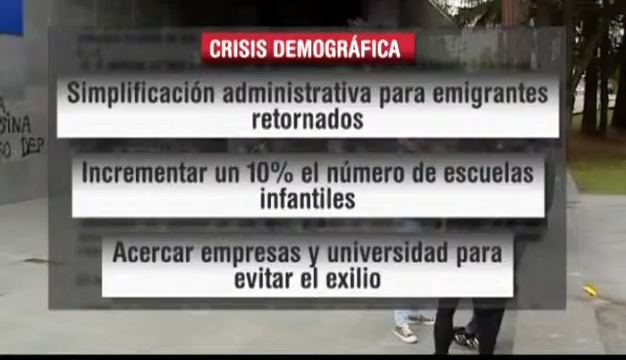 CRISIS DEMOGRÁFICA
Simplificación administrativa para emigrantes
retornados
Incrementar un 10% el número de escuelas
infantiles
Acercar empresas y universidad para
evitar el exilio
DEP